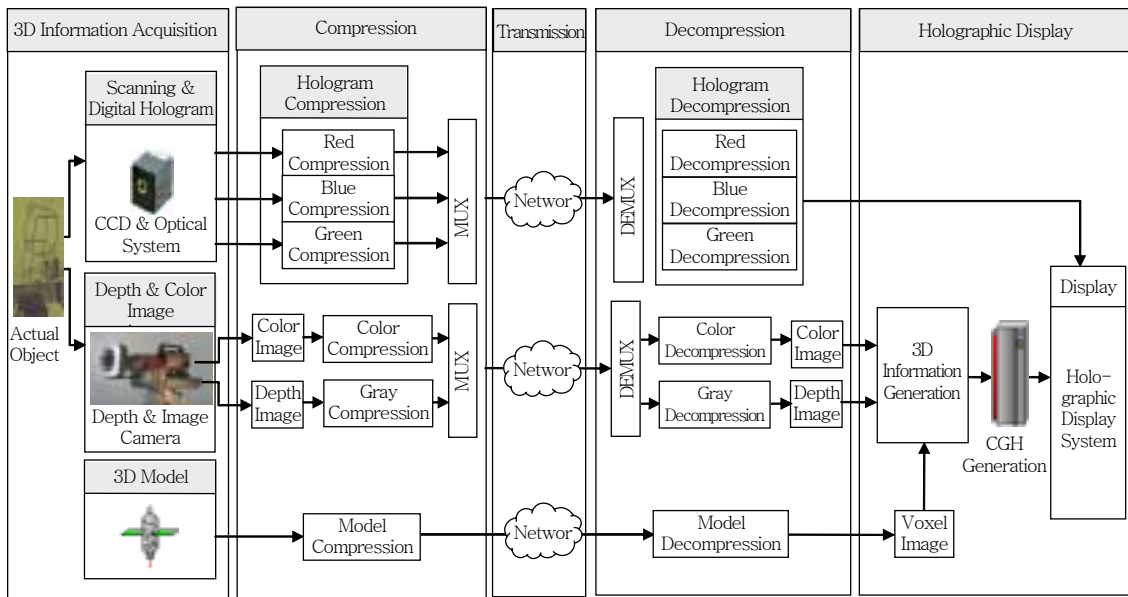 3D Information Acquisition
Compression
Transmission
Decompression
Holographic Display
Scanning &
Digital Hologram
CCD & Optical
System
Actual
Object
Depth & Color
Image
Depth & Image
Camera
3D Model
Hologram
Compression
Red
Compression
Blue
Compression
Green
Compression
MUX
Color
Image
Color
Compression
Depth
Image
Gray
Compression
MUX
Model
Compression
Networ
Networ
Networ
DEMUX
Hologram
Decompression
Red
Decompression
Blue
Decompression
Green
Decompression
DEMUX
Color
Decompression
Color
Image
Gray
Decompression
Depth
Image
Model
Decompression
3D
Information
Generation
Voxel
Image
CGH
Generation
Display
Holo-
graphic
Display
System